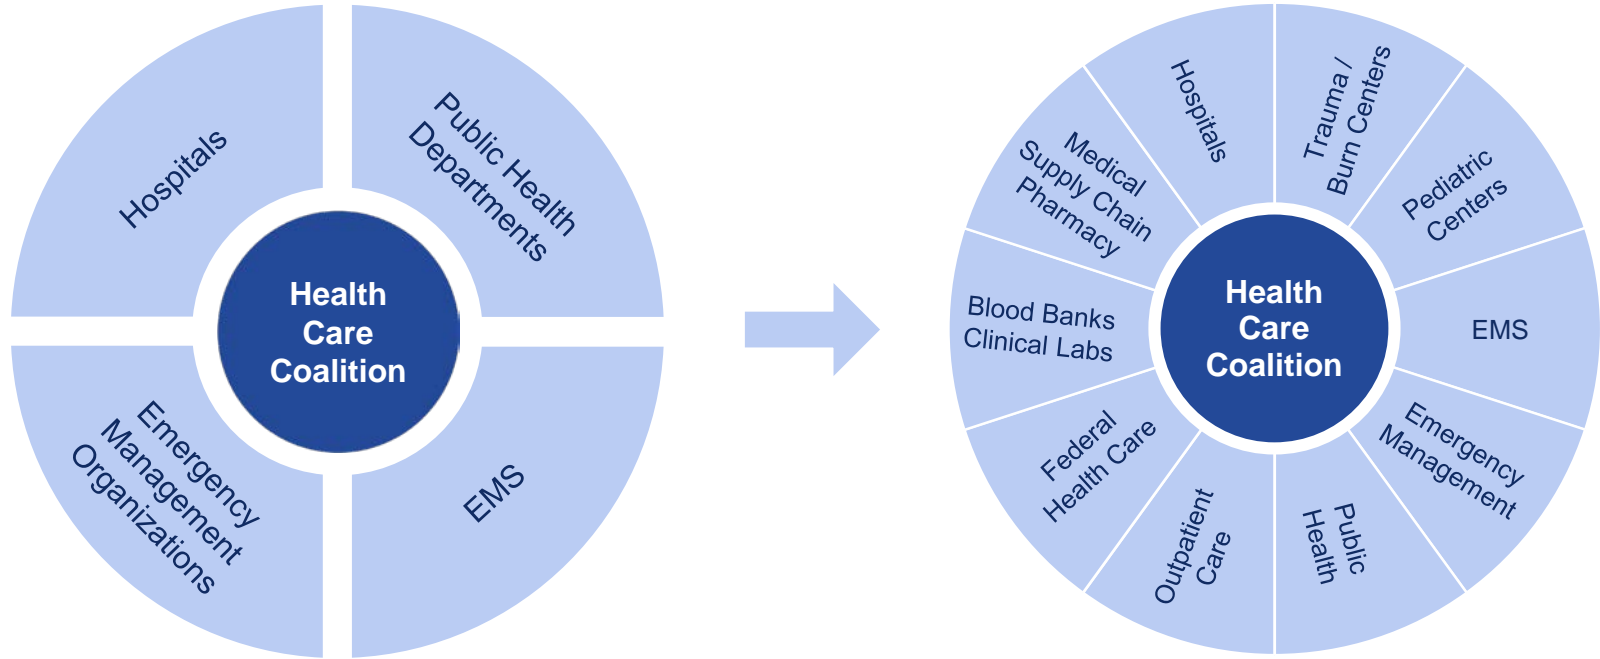 Hospitals
Public Health
Departments
Health
Care
Coalition
Emergency
Management
Organizations
EMS
Hospitals
Trauma /
Burn Centers
Pediatric
Centers
EMS
Emergency
Management
Public
Health
Outpatient
Care
Federal
Health Care
Blood Banks
Clinical Labs
Medical
Supply Chain
Pharmacy
Health
Care
Coalition